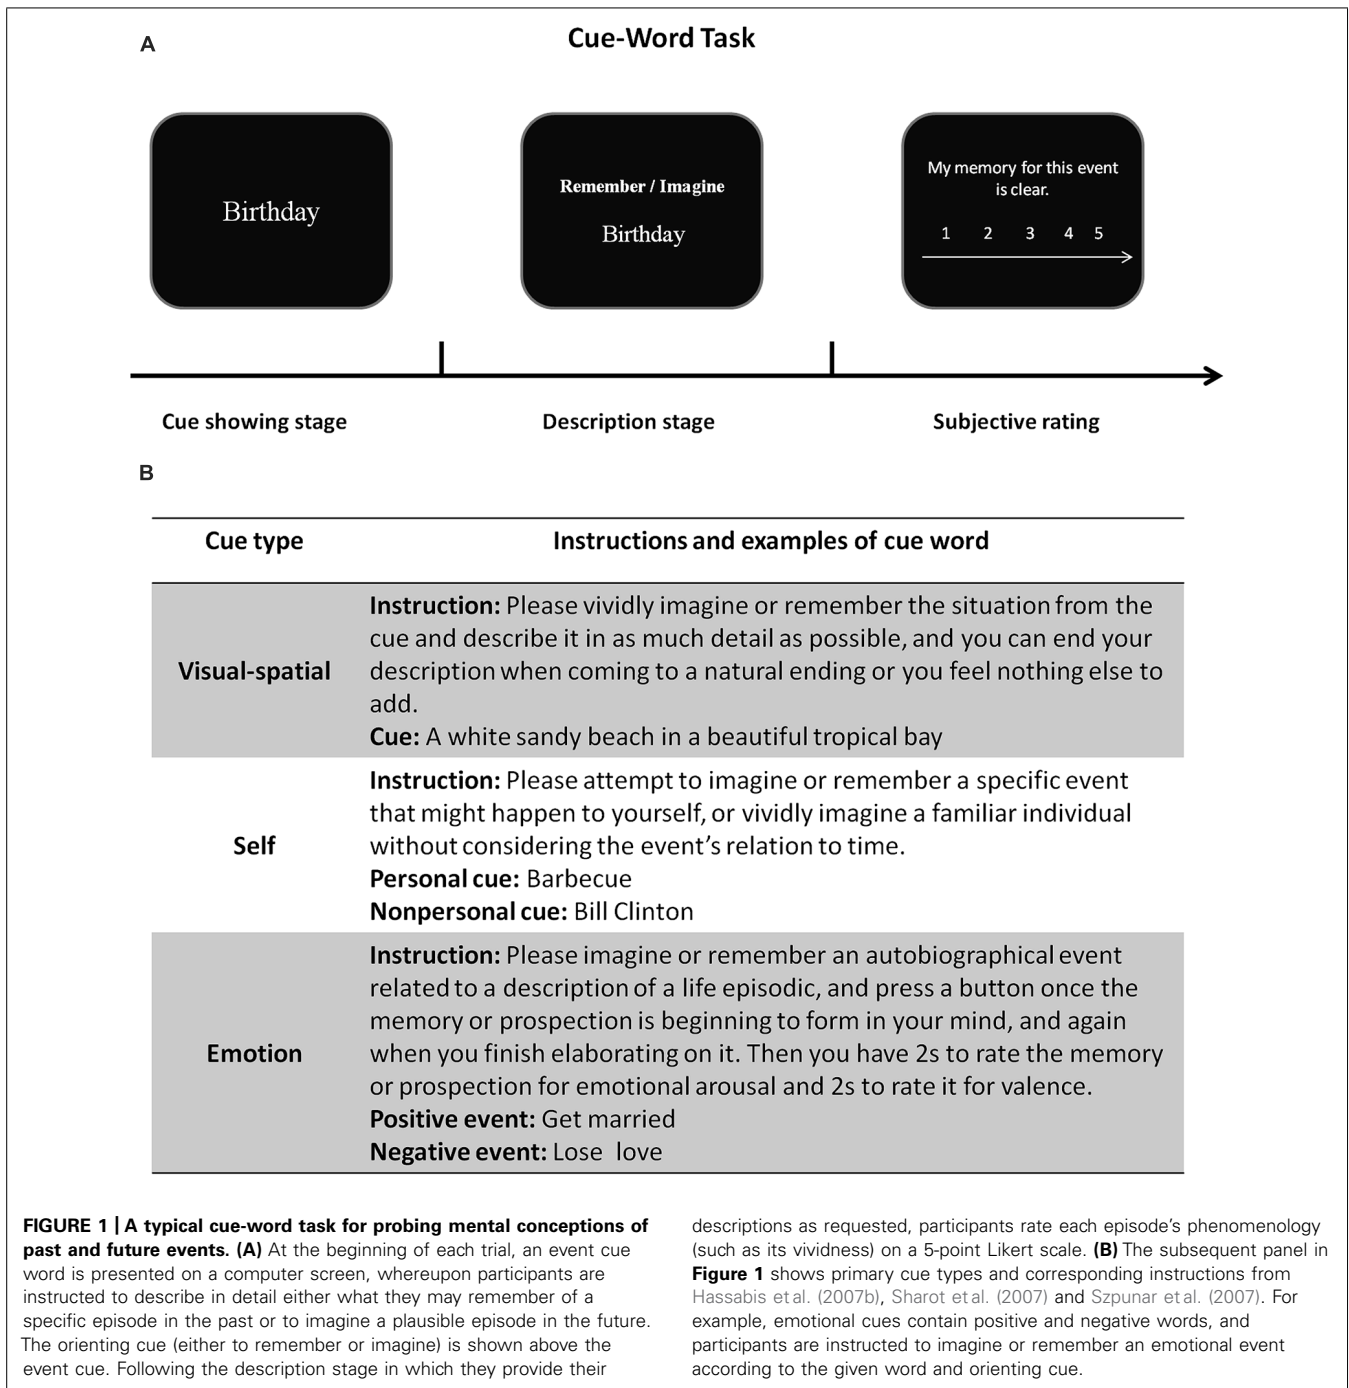 A
Cue-Word Task
Birthday
Remember / Imagine
Birthday
My memory for this event
is clear.
1 2 3 4 5
Cue showing stage
Description stage
Subjective rating
B
Cue type
Instructions and examples of cue word
Visual-spatial
Instruction: Please vividly imagine or remember the situation from the
cue and describe it in as much detail as possible, and you can end your
description when coming to a natural ending or you feel nothing else to
add.
Cue: A white sandy beach in a beautiful tropical bay
Self
Instruction: Please attempt to imagine or remember a specific event
that might happen to yourself, or vividly imagine a familiar individual
without considering the event’s relation to time.
Personal cue: Barbecue
Nonpersonal cue: Bill Clinton
Emotion
Instruction: Please imagine or remember an autobiographical event
related to a description of a life episodic, and press a button once the
memory or prospection is beginning to form in your mind, and again
when you finish elaborating on it. Then you have 2s to rate the memory
or prospection for emotional arousal and 2s to rate it for valence.
Positive event: Get married
Negative event: Lose love
FIGURE 1 | A typical cue-word task for probing mental conceptions of
past and future events. (A) At the beginning of each trial, an event cue
word is presented on a computer screen, whereupon participants are
instructed to describe in detail either what they may remember of a
specific episode in the past or to imagine a plausible episode in the future.
The orienting cue (either to remember or imagine) is shown above the
event cue. Following the description stage in which they provide their
descriptions as requested, participants rate each episode’s phenomenology
(such as its vividness) on a 5-point Likert scale. (B) The subsequent panel in
Figure 1 shows primary cue types and corresponding instructions from
Hassabis et al. (2007b), Sharot et al. (2007) and Szpunar et al. (2007). For
example, emotional cues contain positive and negative words, and
participants are instructed to imagine or remember an emotional event
according to the given word and orienting cue.